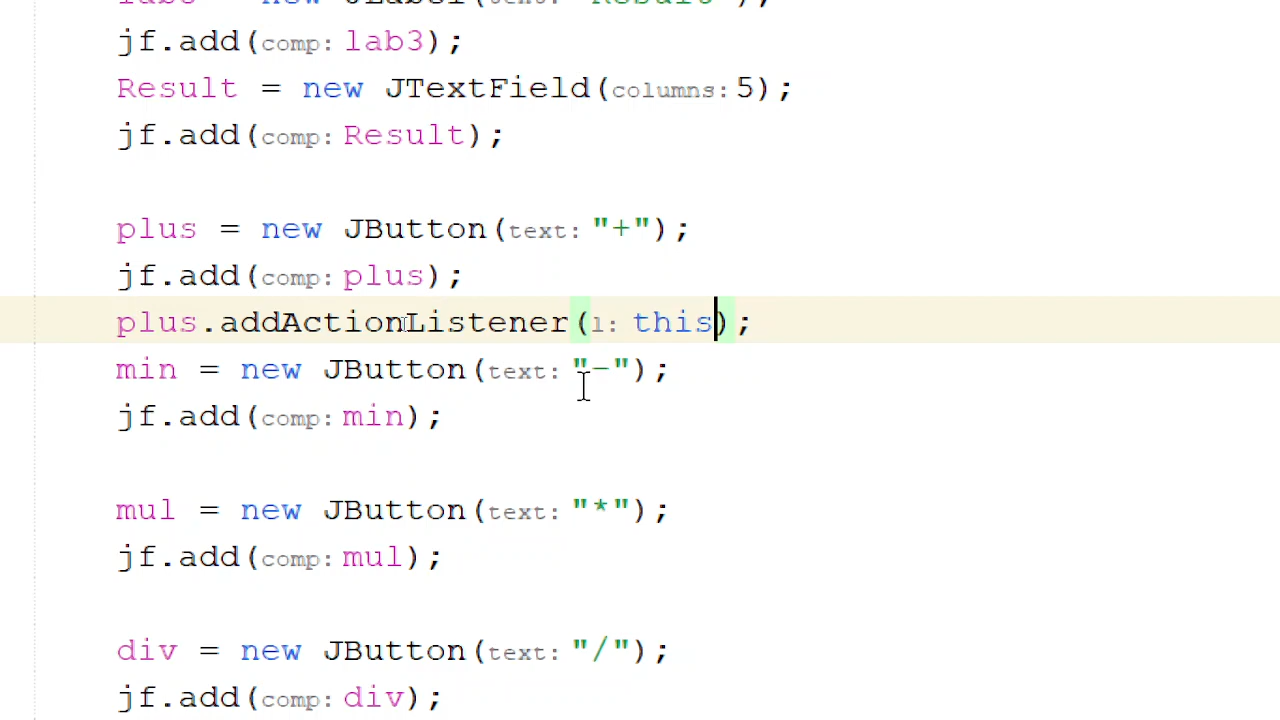 jf.add(comp: lab3);
Result = new JTextField(columns: 5);
jf.add(comp: Result);
plus = new JButton(text: "+");
jf.add(comp: plus);
plus.addActionListener(l: this);
min = new JButton(text: "-");
jf.add(comp: min);
mul = new JButton(text: "*");
jf.add(comp: mul);
div = new JButton(text: "/");
jf.add(comp: div);